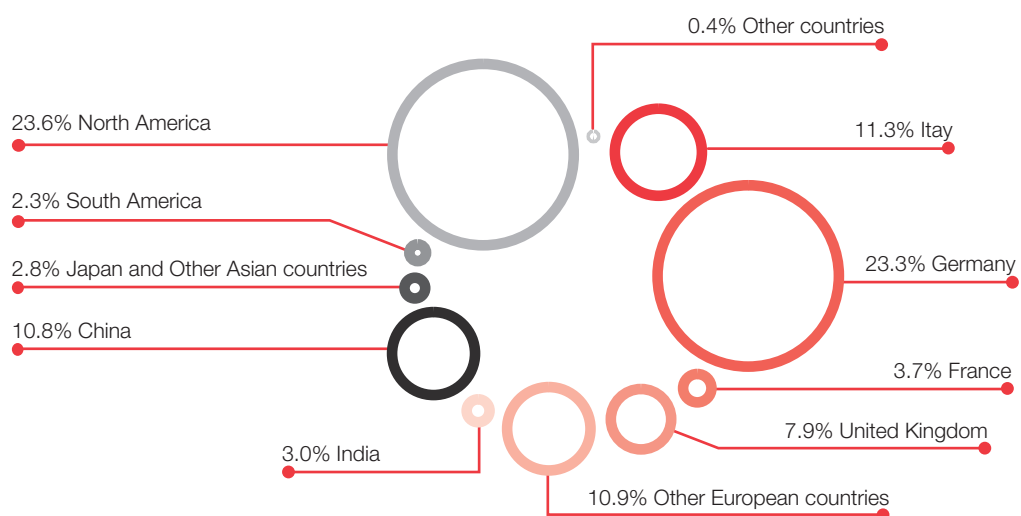 0.4% Other countries
23.6% North America
11.3% Itay
2.3% South America
2.8% Japan and Other Asian countries
23.3% Germany
10.8% China
3.7% France
7.9% United Kingdom
3.0% India
10.9% Other European countries